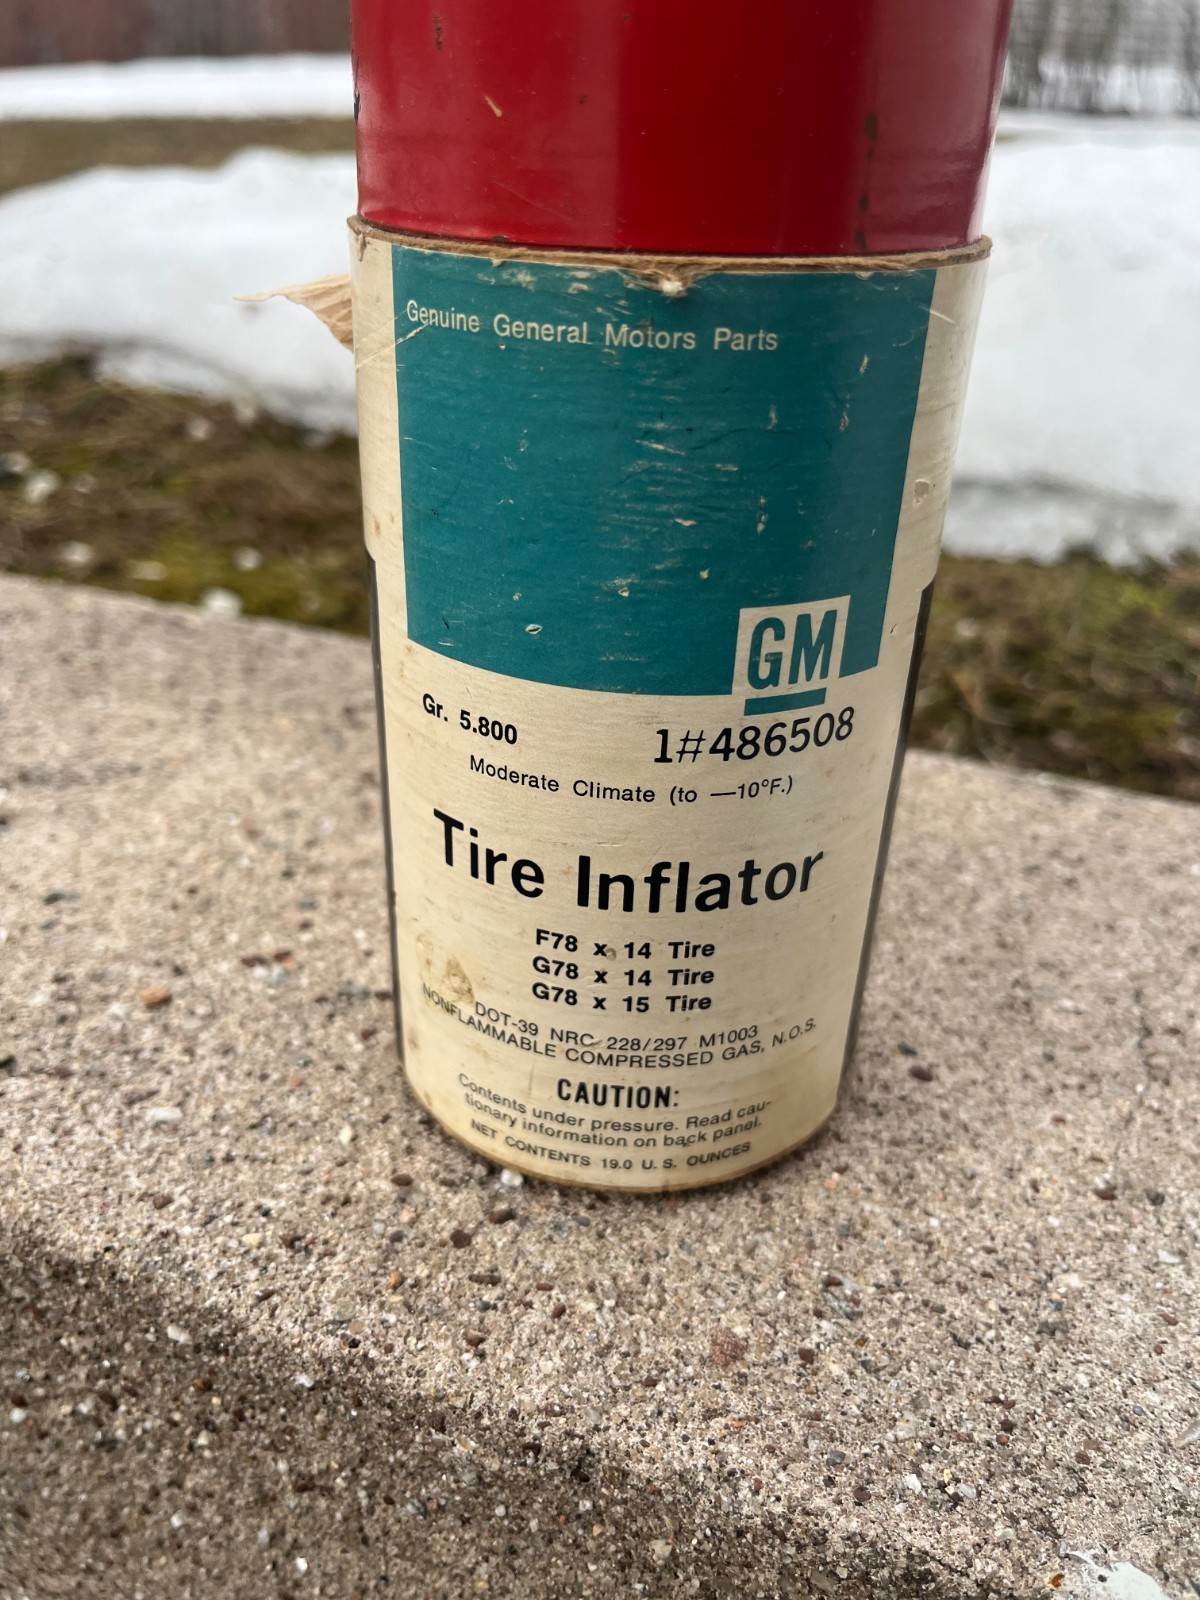 Genuine General Motors Parts
GM
Gr. 5.800
1#486508
Moderate Climate (to —10°F.)
Tire Inflator
F78 x 14 Tire
G78 x 14 Tire
G78 x 15 Tire
DOT-39 NRC 228/297 M1003
NONFLAMMABLE COMPRESSED GAS, N.O.S.
CAUTION:
Contents under pressure. Read cau-
tionary information on back panel.
NET CONTENTS 19.0 U. S. OUNCES